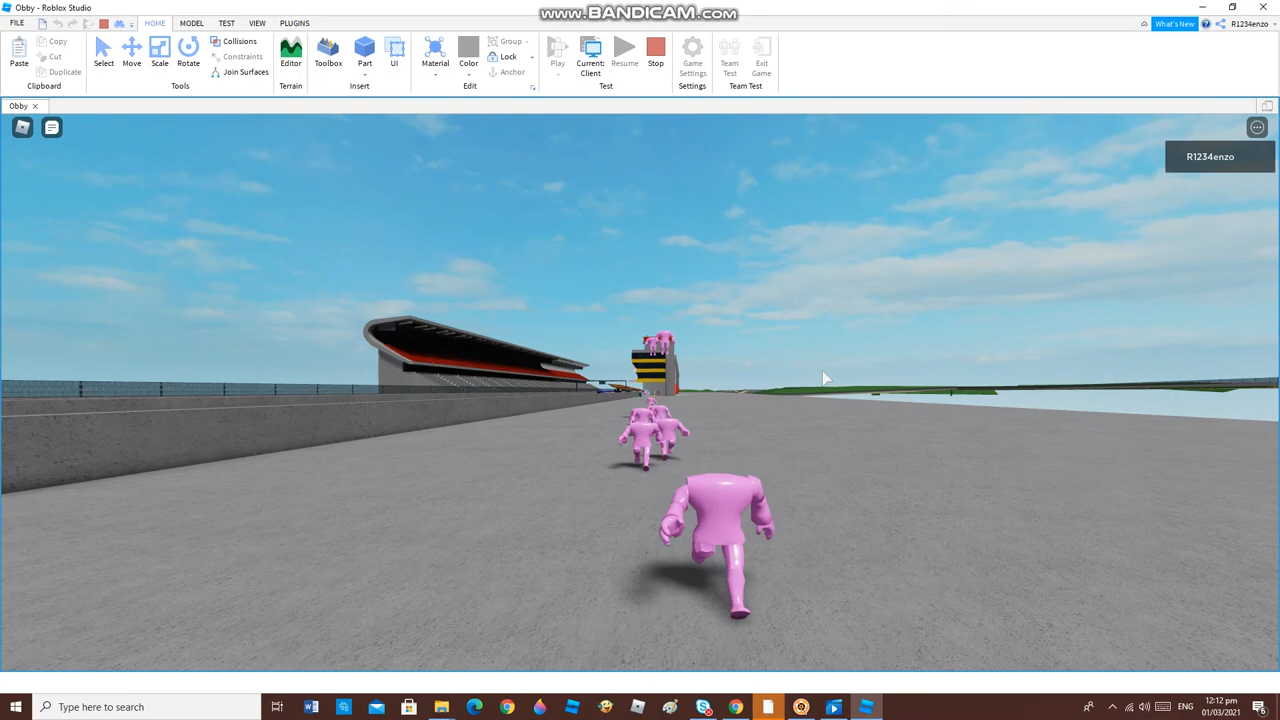 Obby - Roblox Studio
www.BANDICAM.com
FILE
HOME
MODEL
TEST
VIEW
PLUGINS
What's New
R1234enzo
Paste
Copy
Cut
Duplicate
Clipboard
Select
Move
Scale
Rotate
Collisions
Constraints
Join Surfaces
Tools
Editor
Terrain
Toolbox
Part
UI
Insert
Material
Color
Group
Lock
Anchor
Edit
Play
Current:
Client
Resume
Stop
Test
Game
Settings
Settings
Team
Test
Exit
Game
Team Test
Obby
R1234enzo
Type here to search
ENG
12:12 pm
01/03/2021